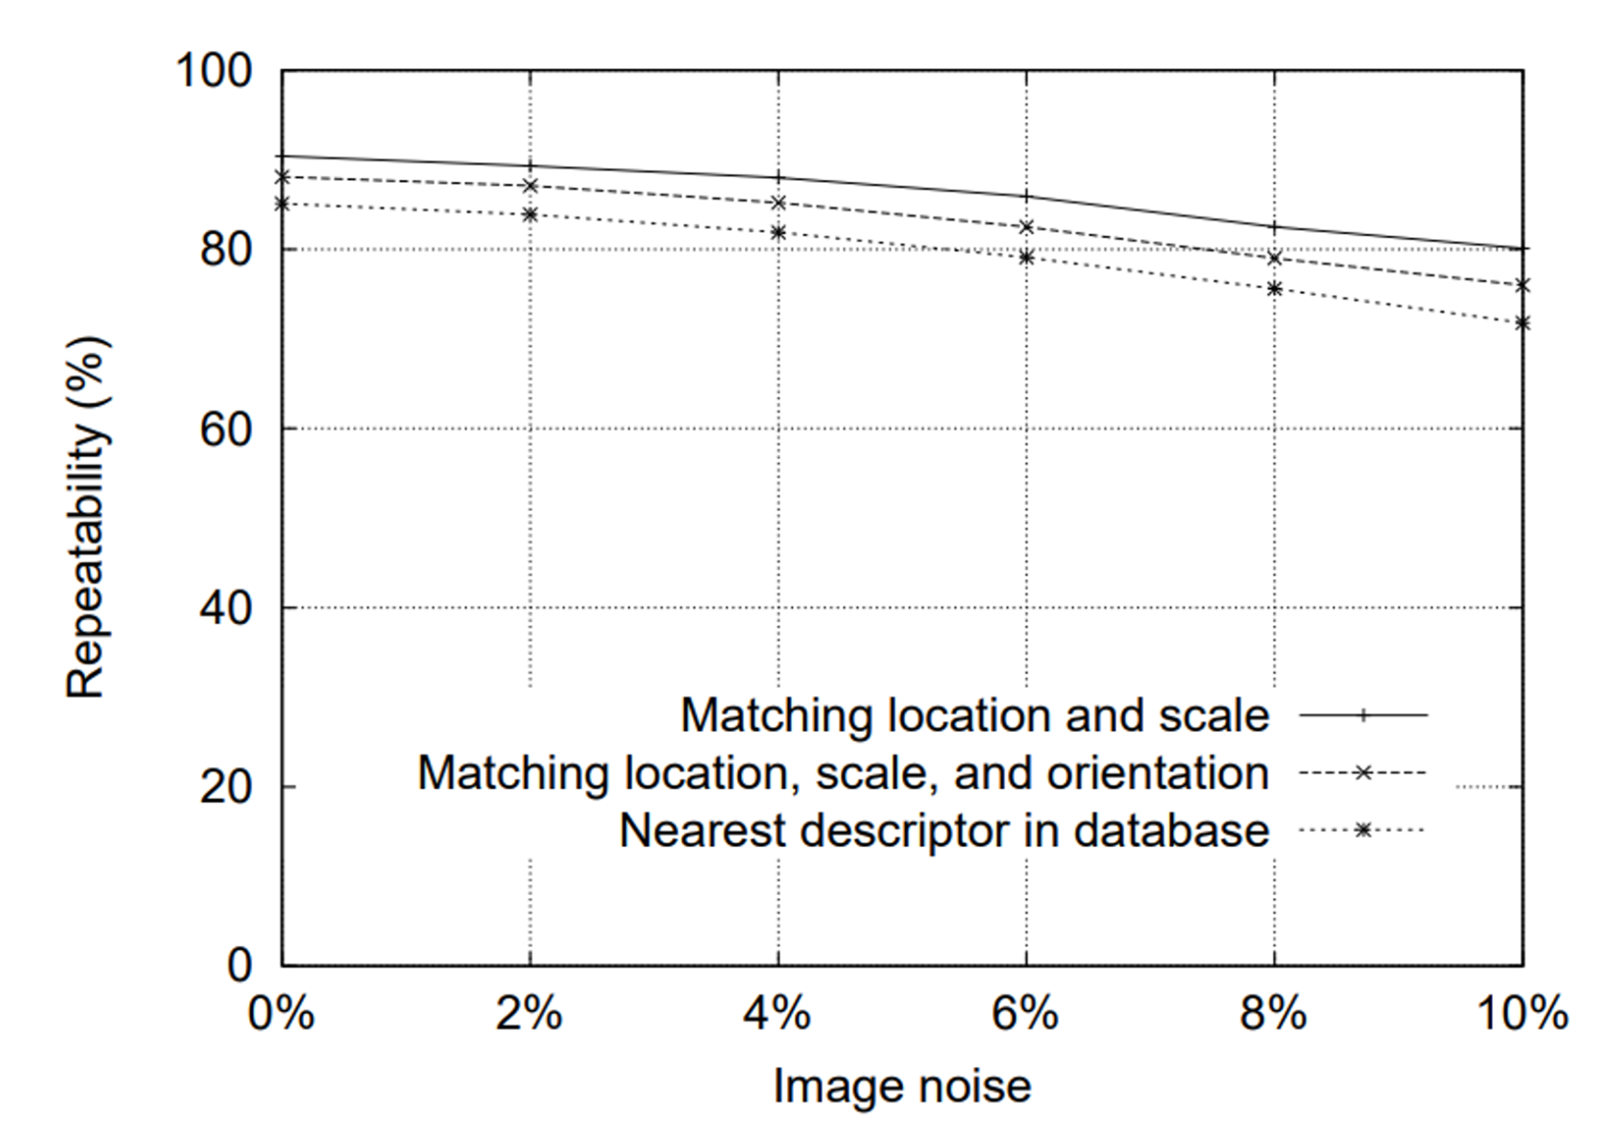 100
80
60
40
20
0
Repeatability (%)
Matching location and scale
Matching location, scale, and orientation
Nearest descriptor in database
0% 2% 4% 6% 8% 10%
Image noise